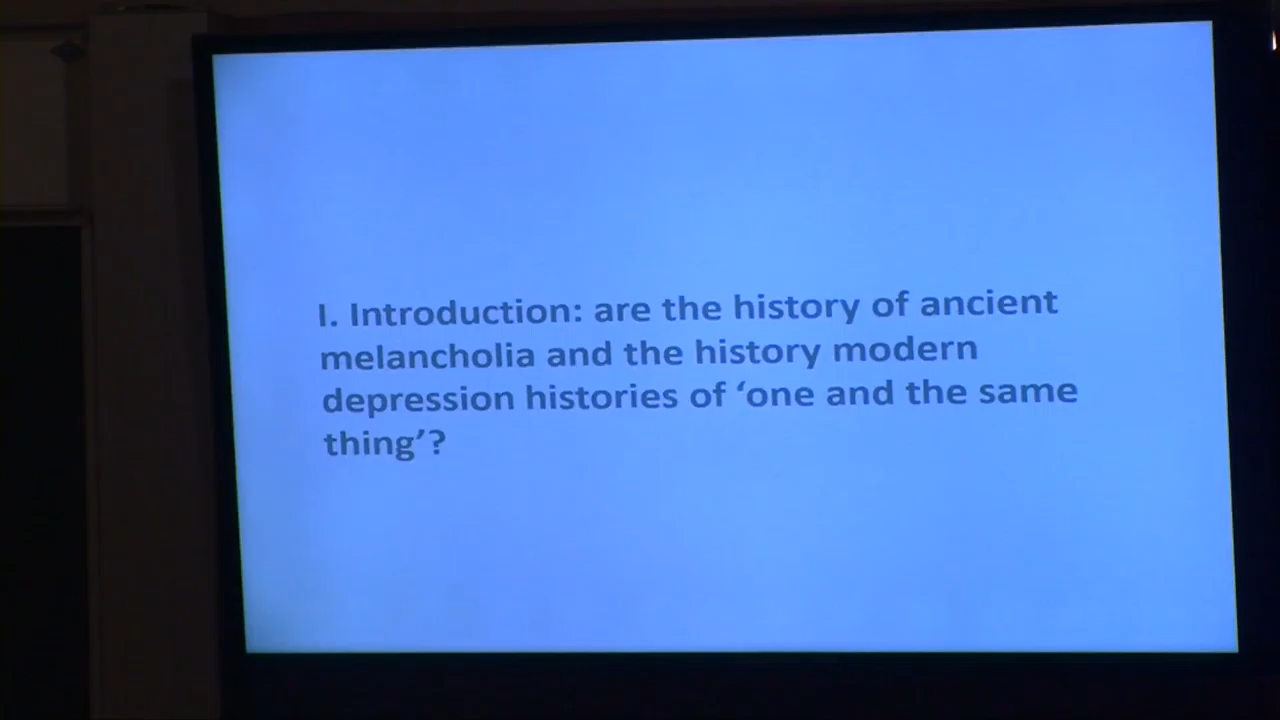 I. Introduction: are the history of ancient
melancholia and the history modern
depression histories of ‘one and the same
thing’?